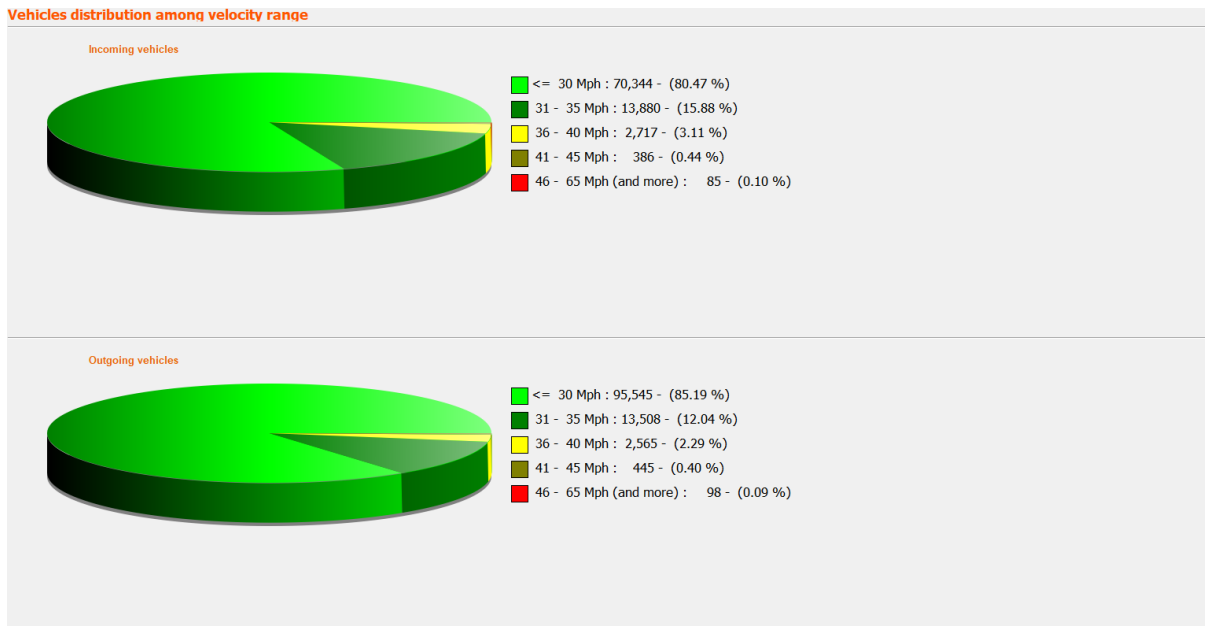 Vehicles distribution among velocity range
Incoming vehicles
<= 30 Mph : 70,344 - (80.47 %)
31 - 35 Mph : 13,880 - (15.88 %)
36 - 40 Mph : 2,717 - (3.11 %)
41 - 45 Mph : 386 - (0.44 %)
46 - 65 Mph (and more) : 85 - (0.10 %)
Outgoing vehicles
<= 30 Mph : 95,545 - (85.19 %)
31 - 35 Mph : 13,508 - (12.04 %)
36 - 40 Mph : 2,565 - (2.29 %)
41 - 45 Mph : 445 - (0.40 %)
46 - 65 Mph (and more) : 98 - (0.09 %)